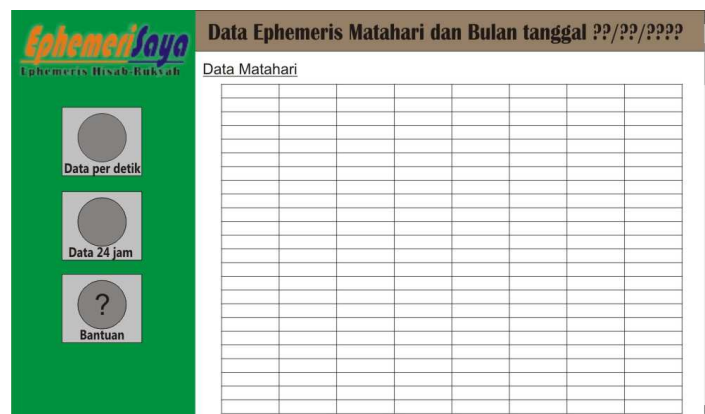 EphemeriSaya
Ephemeris Hisab-Rukyah
Data per detik
Data 24 jam
?
Bantuan
Data Ephemeris Matahari dan Bulan tanggal ??/??/????
Data Matahari